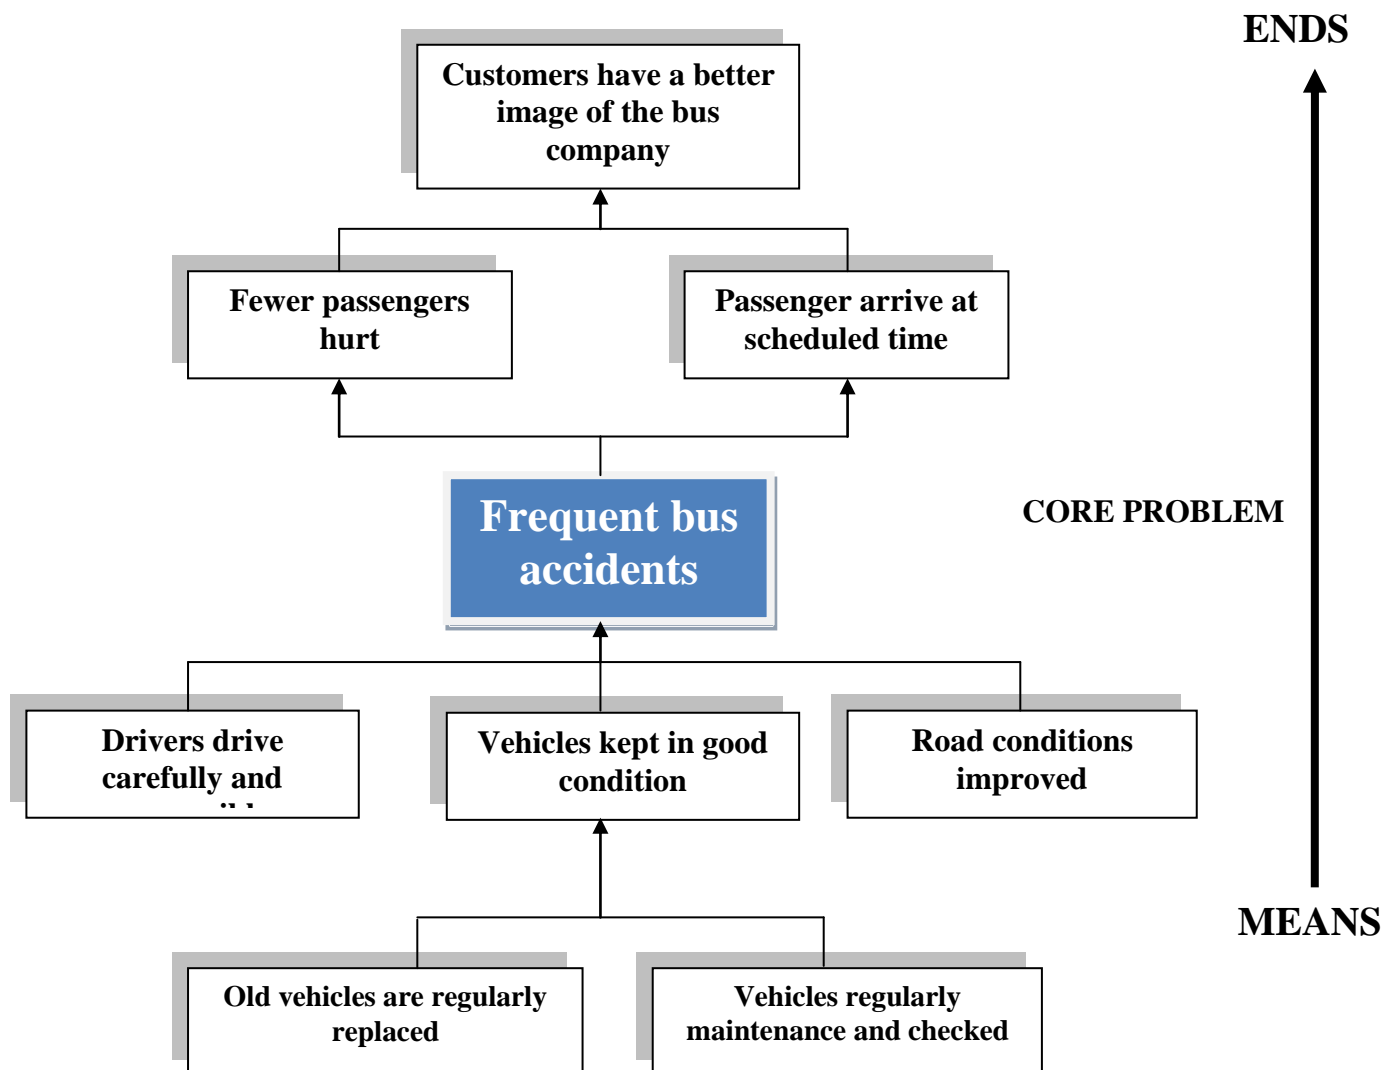 ENDS
Customers have a better
image of the bus
company
Fewer passengers
hurt
Passenger arrive at
scheduled time
Frequent bus
accidents
CORE PROBLEM
Drivers drive
carefully and
Vehicles kept in good
condition
Road conditions
improved
MEANS
Old vehicles are regularly
replaced
Vehicles regularly
maintenance and checked